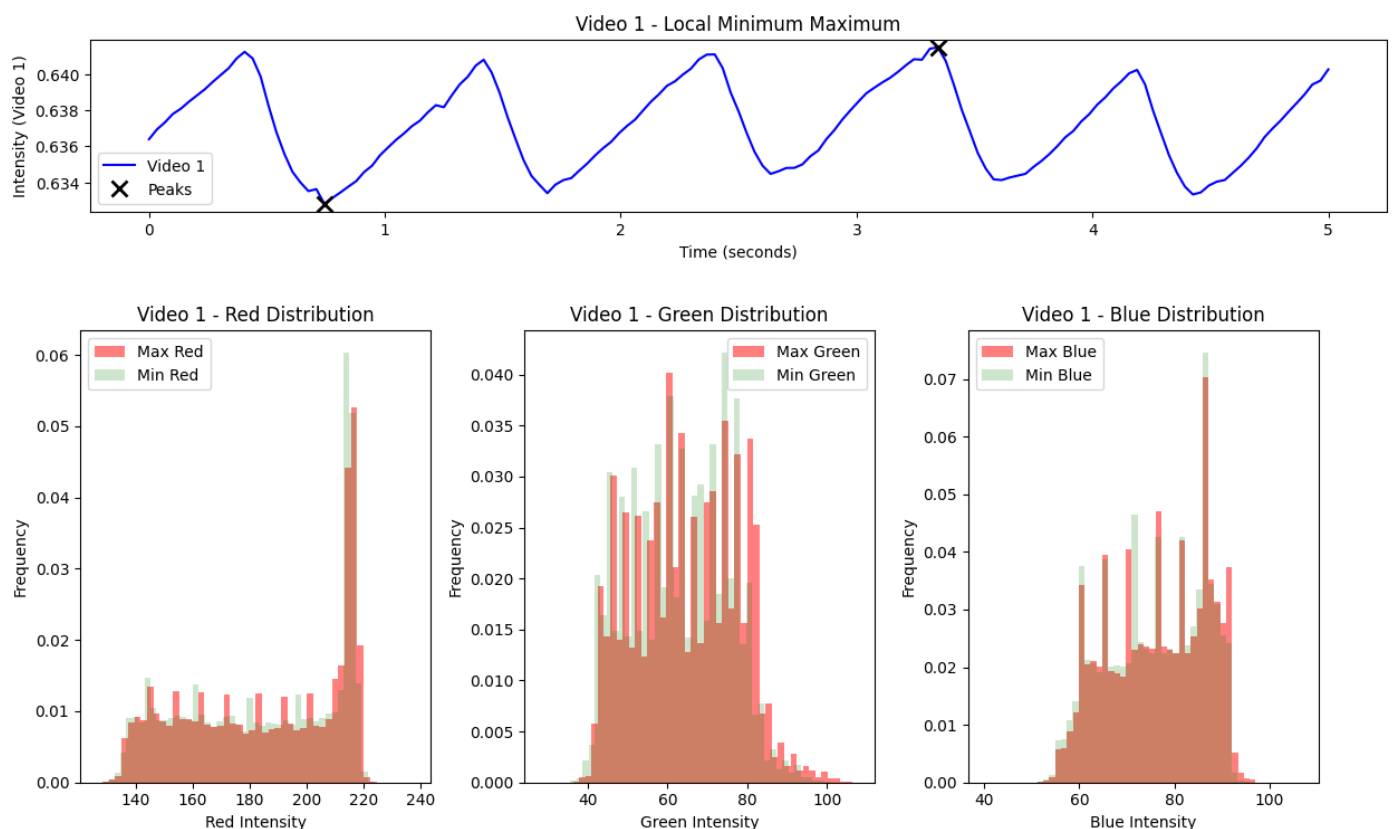 Video 1 - Local Minimum Maximum
Intensity (Video 1)
0.640
0.638
0.636
0.634
Video 1
Peaks
0 1 2 3 4 5
Time (seconds)
Video 1 - Red Distribution
Frequency
0.06
0.05
0.04
0.03
0.02
0.01
0.00
Max Red
Min Red
140 160 180 200 220 240
Red Intensity
Video 1 - Green Distribution
Frequency
0.040
0.035
0.030
0.025
0.020
0.015
0.010
0.005
0.000
Max Green
Min Green
40 60 80 100
Green Intensity
Video 1 - Blue Distribution
Frequency
0.07
0.06
0.05
0.04
0.03
0.02
0.01
0.00
Max Blue
Min Blue
40 60 80 100
Blue Intensity